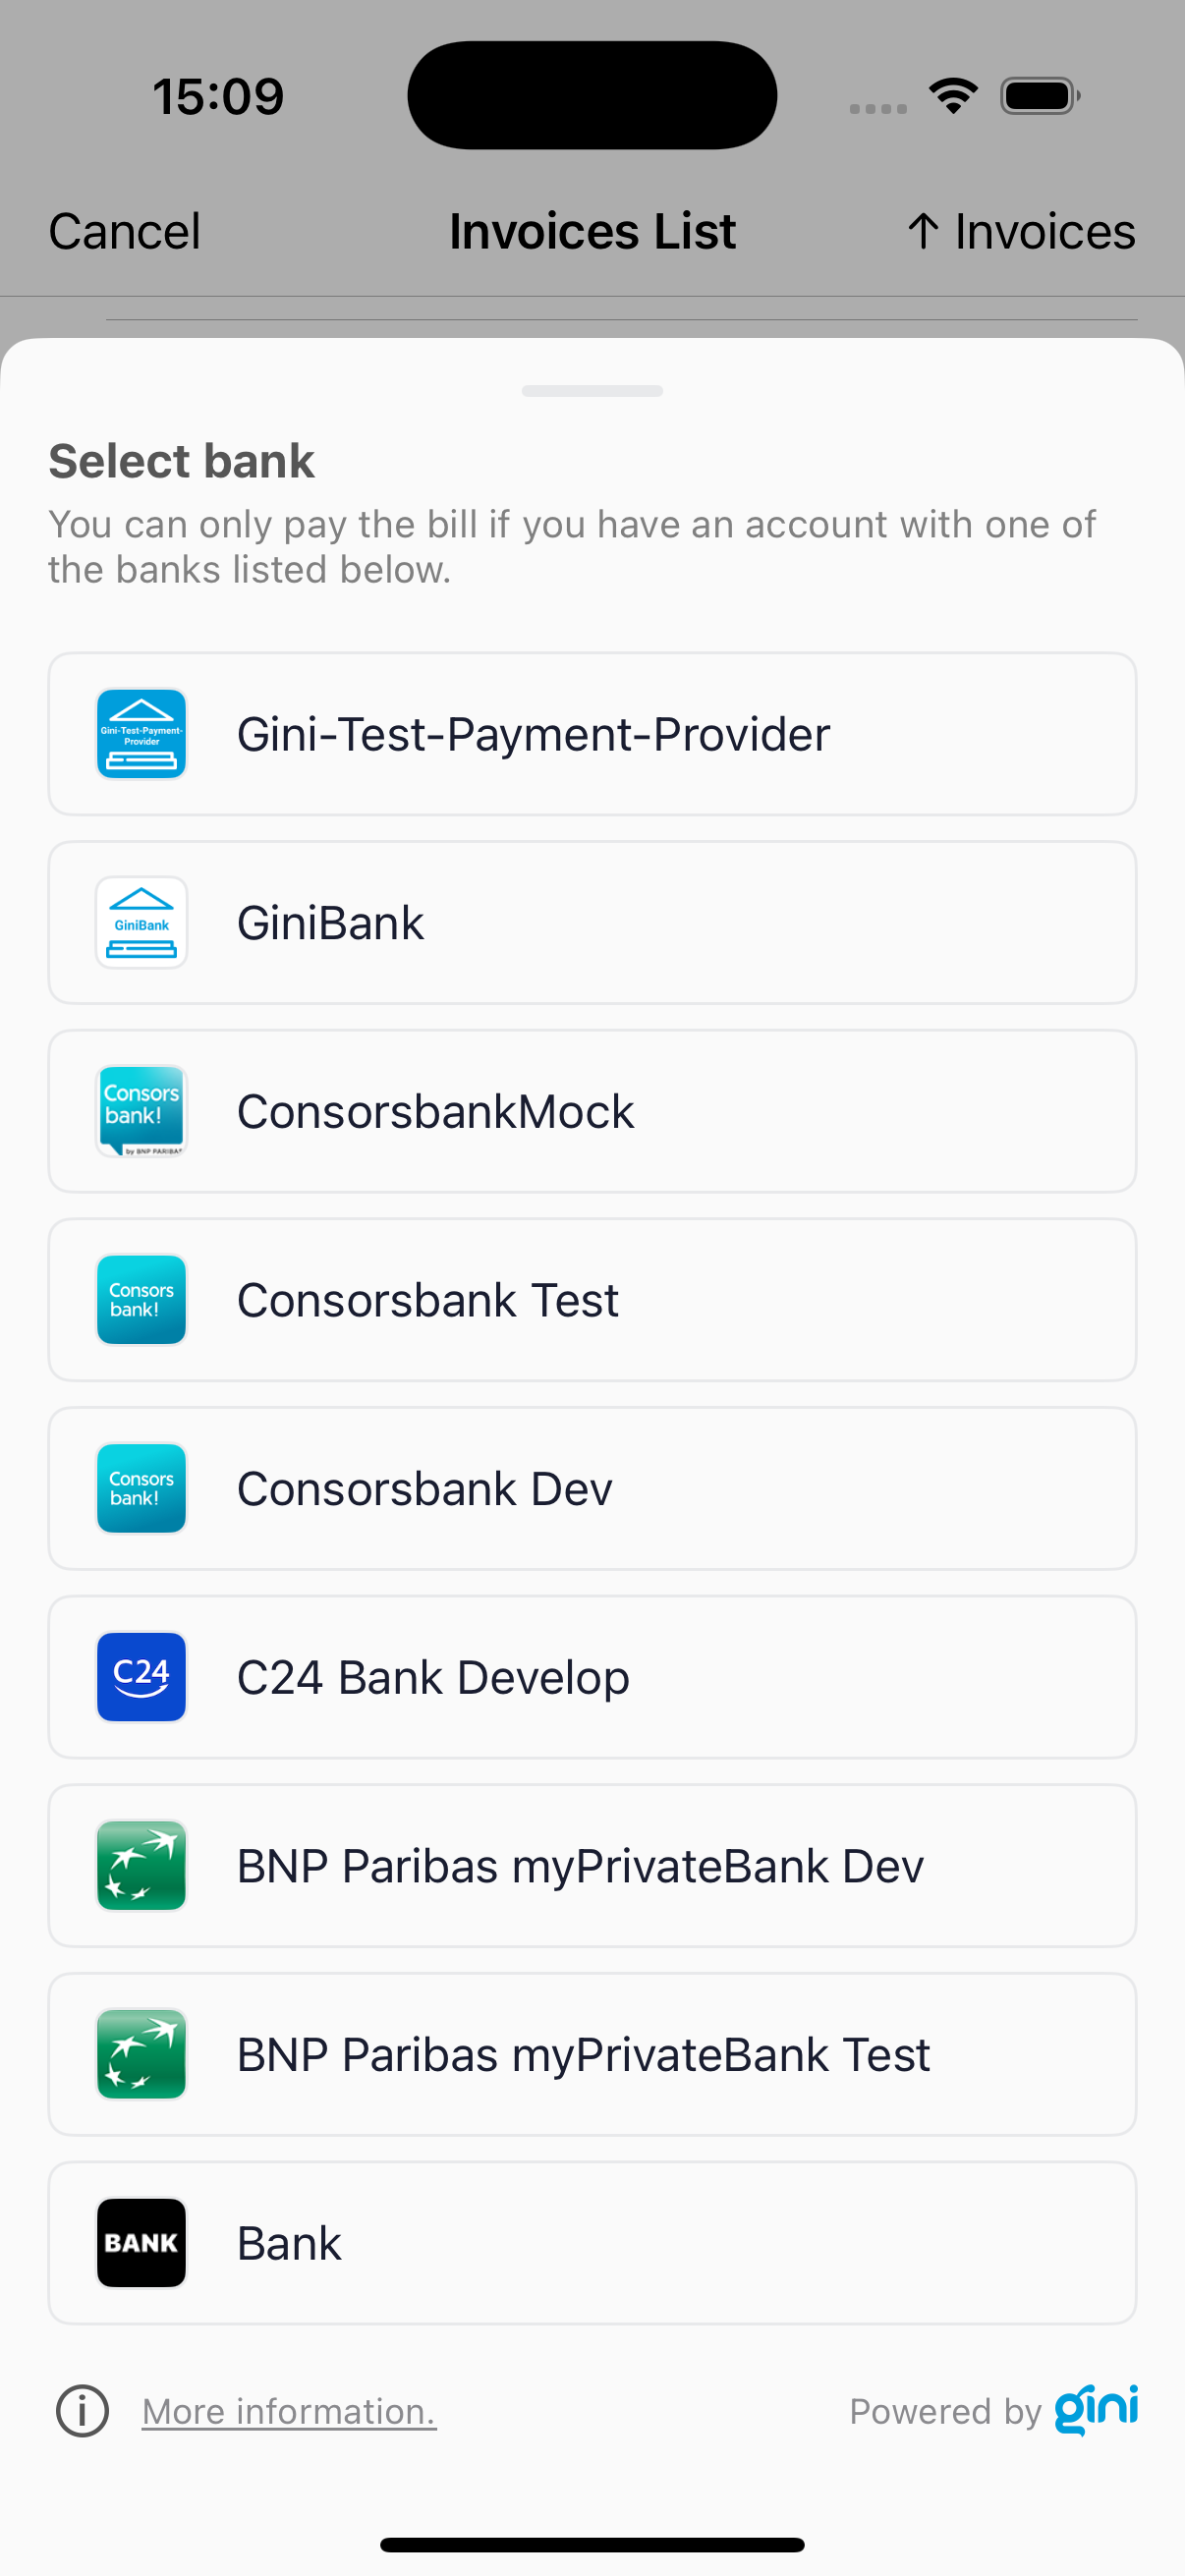 15:09
Cancel
Invoices List
↑ Invoices
Select bank
You can only pay the bill if you have an account with one of
the banks listed below.
Gini-Test-Payment-
Provider
Gini-Test-Payment-Provider
GiniBank
GiniBank
Consors
bank!
by BNP PARIBAS
ConsorsbankMock
Consors
bank!
Consorsbank Test
Consors
bank!
Consorsbank Dev
C24
C24 Bank Develop
BNP Paribas myPrivateBank Dev
BNP Paribas myPrivateBank Test
BANK
Bank
More information.
Powered by gini